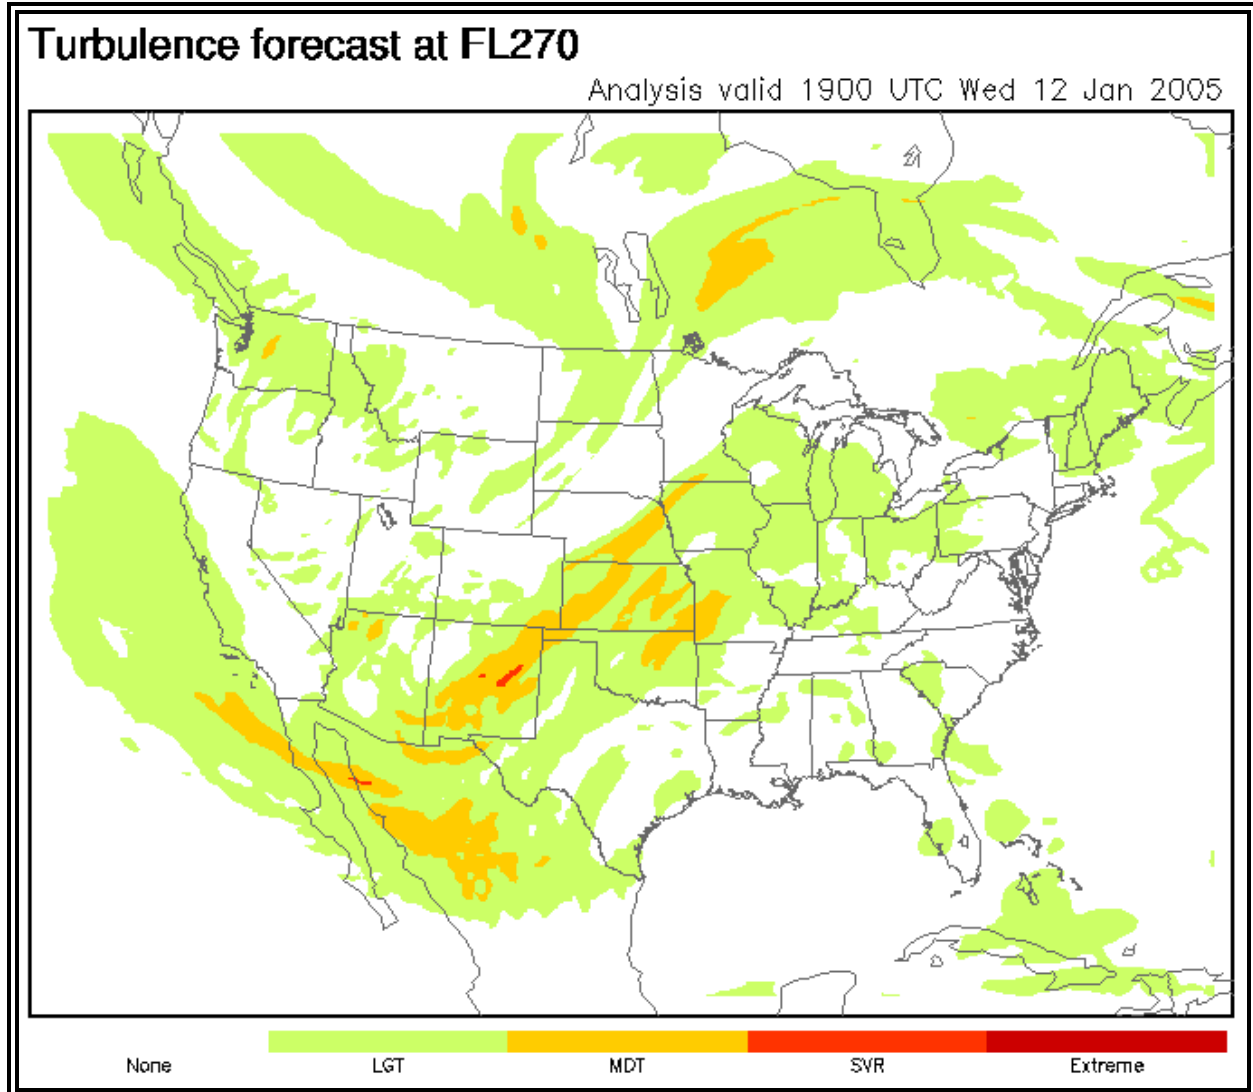 Turbulence forecast at FL270
Analysis valid 1900 UTC Wed 12 Jan 2005
None LGT MDT SVR Extreme